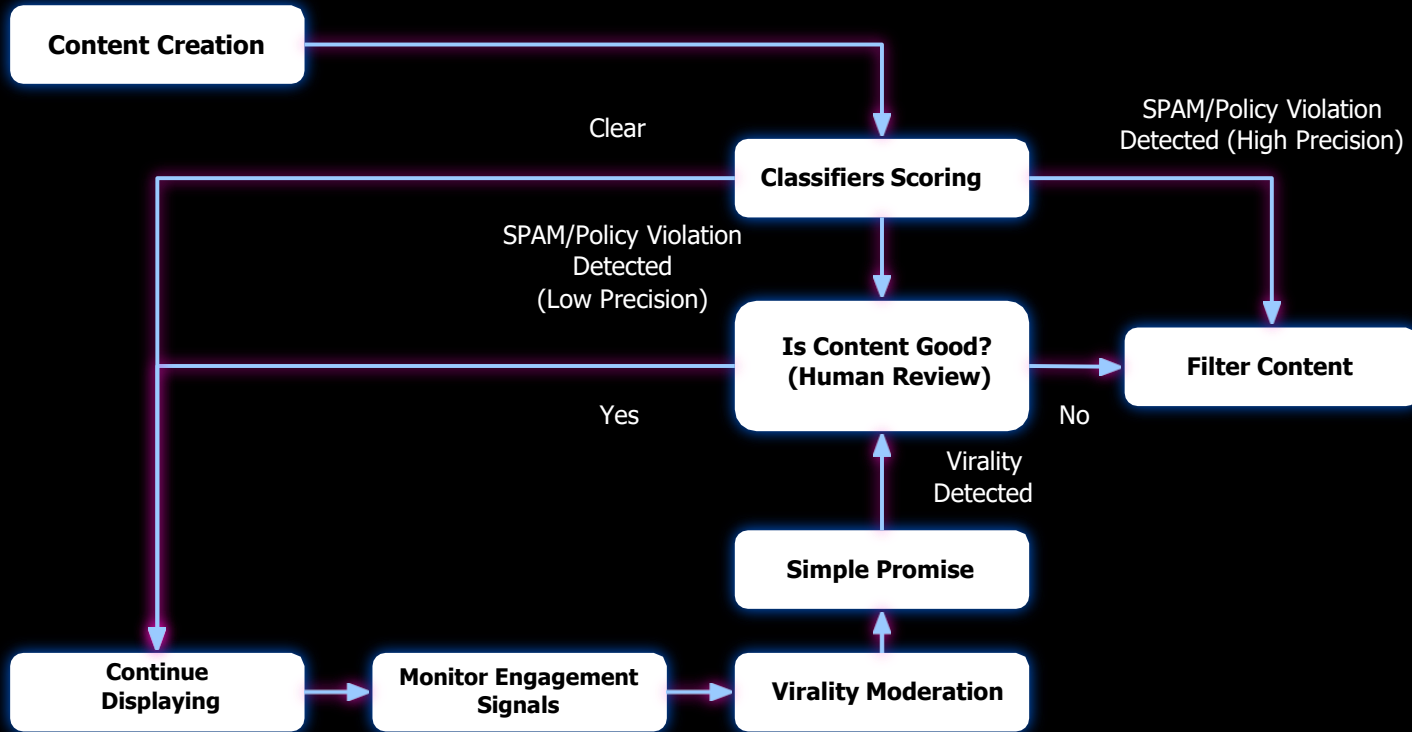 Content Creation
Clear
SPAM/Policy Violation
Detected (High Precision)
Classifiers Scoring
SPAM/Policy Violation
Detected
(Low Precision)
Is Content Good?
(Human Review)
Filter Content
Yes
No
Virality
Detected
Simple Promise
Continue
Displaying
Monitor Engagement
Signals
Virality Moderation